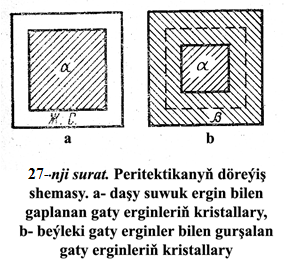 α
Ж. С.
α
β
a
b
27-nji surat. Peritektikanyň döreýiş
shemasy. a- daşy suwuk ergin bilen
gaplanan gaty erginleriň kristallary,
b- beýleki gaty erginler bilen gurşalan
gaty erginleriň kristallary